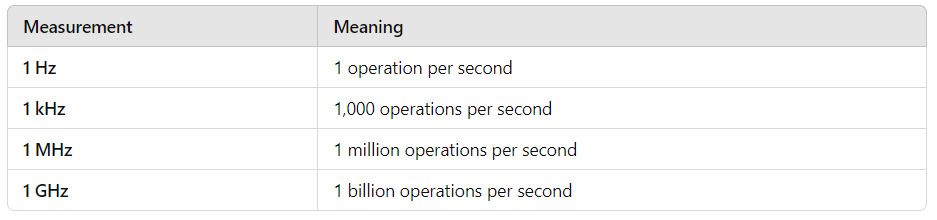 Measurement Meaning
1 Hz 1 operation per second
1 kHz 1,000 operations per second
1 MHz 1 million operations per second
1 GHz 1 billion operations per second